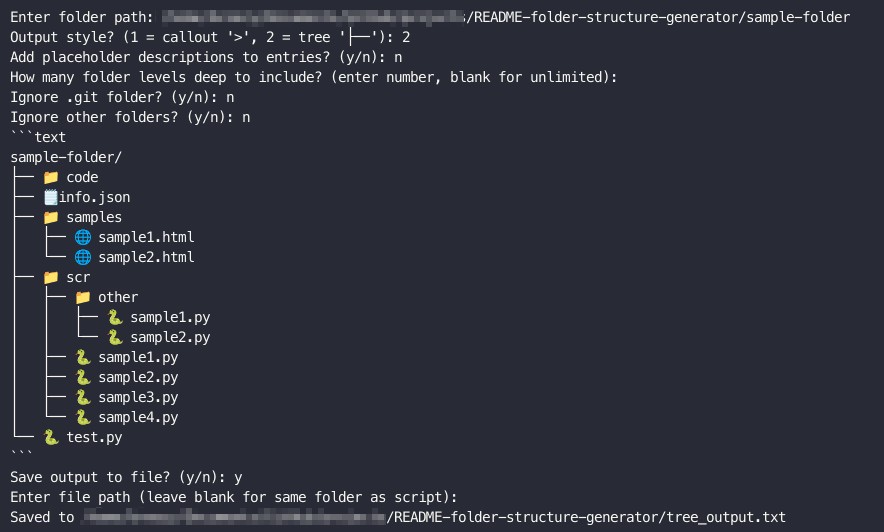 Enter folder path: /README-folder-structure-generator/sample-folder
Output style? (1 = callout '>', 2 = tree '├──'): 2
Add placeholder descriptions to entries? (y/n): n
How many folder levels deep to include? (enter number, blank for unlimited):
Ignore .git folder? (y/n): n
Ignore other folders? (y/n): n
```text
sample-folder/
├── 📁 code
├── 🗒️info.json
├── 📁 samples
│   ├── 🌐 sample1.html
│   └── 🌐 sample2.html
├── 📁 scr
│   ├── 📁 other
│   │   ├── 🐍 sample1.py
│   │   └── 🐍 sample2.py
│   ├── 🐍 sample1.py
│   ├── 🐍 sample2.py
│   ├── 🐍 sample3.py
│   └── 🐍 sample4.py
└── 🐍 test.py
```
Save output to file? (y/n): y
Enter file path (leave blank for same folder as script):
Saved to /README-folder-structure-generator/tree_output.txt